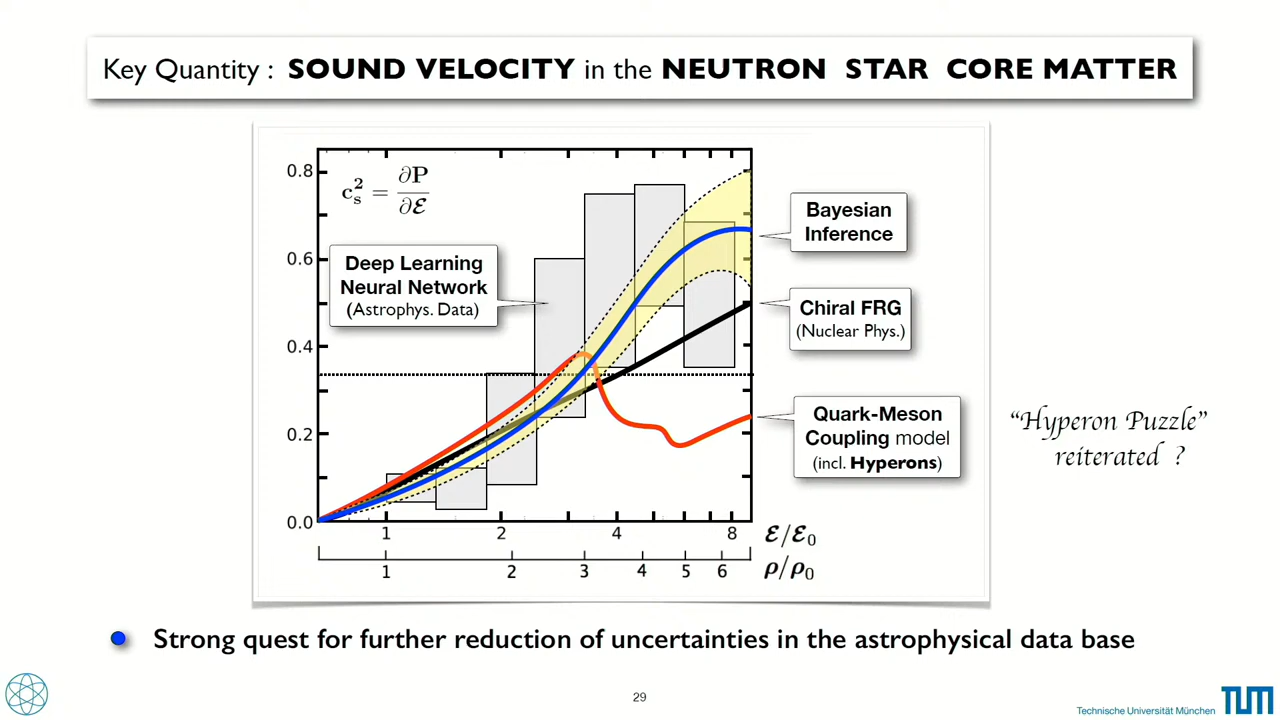 Key Quantity : SOUND VELOCITY in the NEUTRON STAR CORE MATTER
0.8
0.6
0.4
0.2
0.0
c_s^2 = ∂P/∂ℰ
Deep Learning
Neural Network
(Astrophys. Data)
Bayesian
Inference
Chiral FRG
(Nuclear Phys.)
Quark-Meson
Coupling model
(incl. Hyperons)
"Hyperon Puzzle"
reiterated ?
1 2 4 8 ℰ/ℰ₀
1 2 3 4 5 6 ρ/ρ₀
Strong quest for further reduction of uncertainties in the astrophysical data base
29
Technische Universität München
TUM